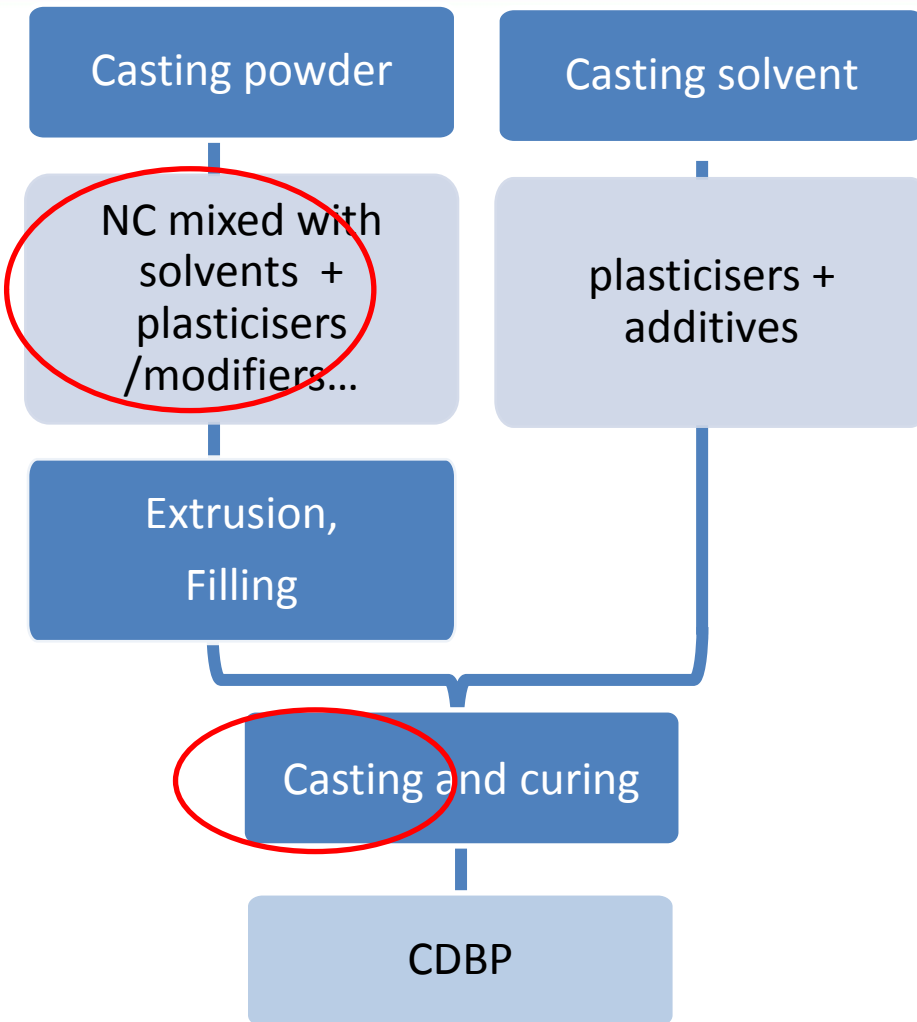 Casting powder
Casting solvent
NC mixed with
solvents +
plasticisers
/modifiers...
plasticisers +
additives
Extrusion,
Filling
Casting and curing
CDBP